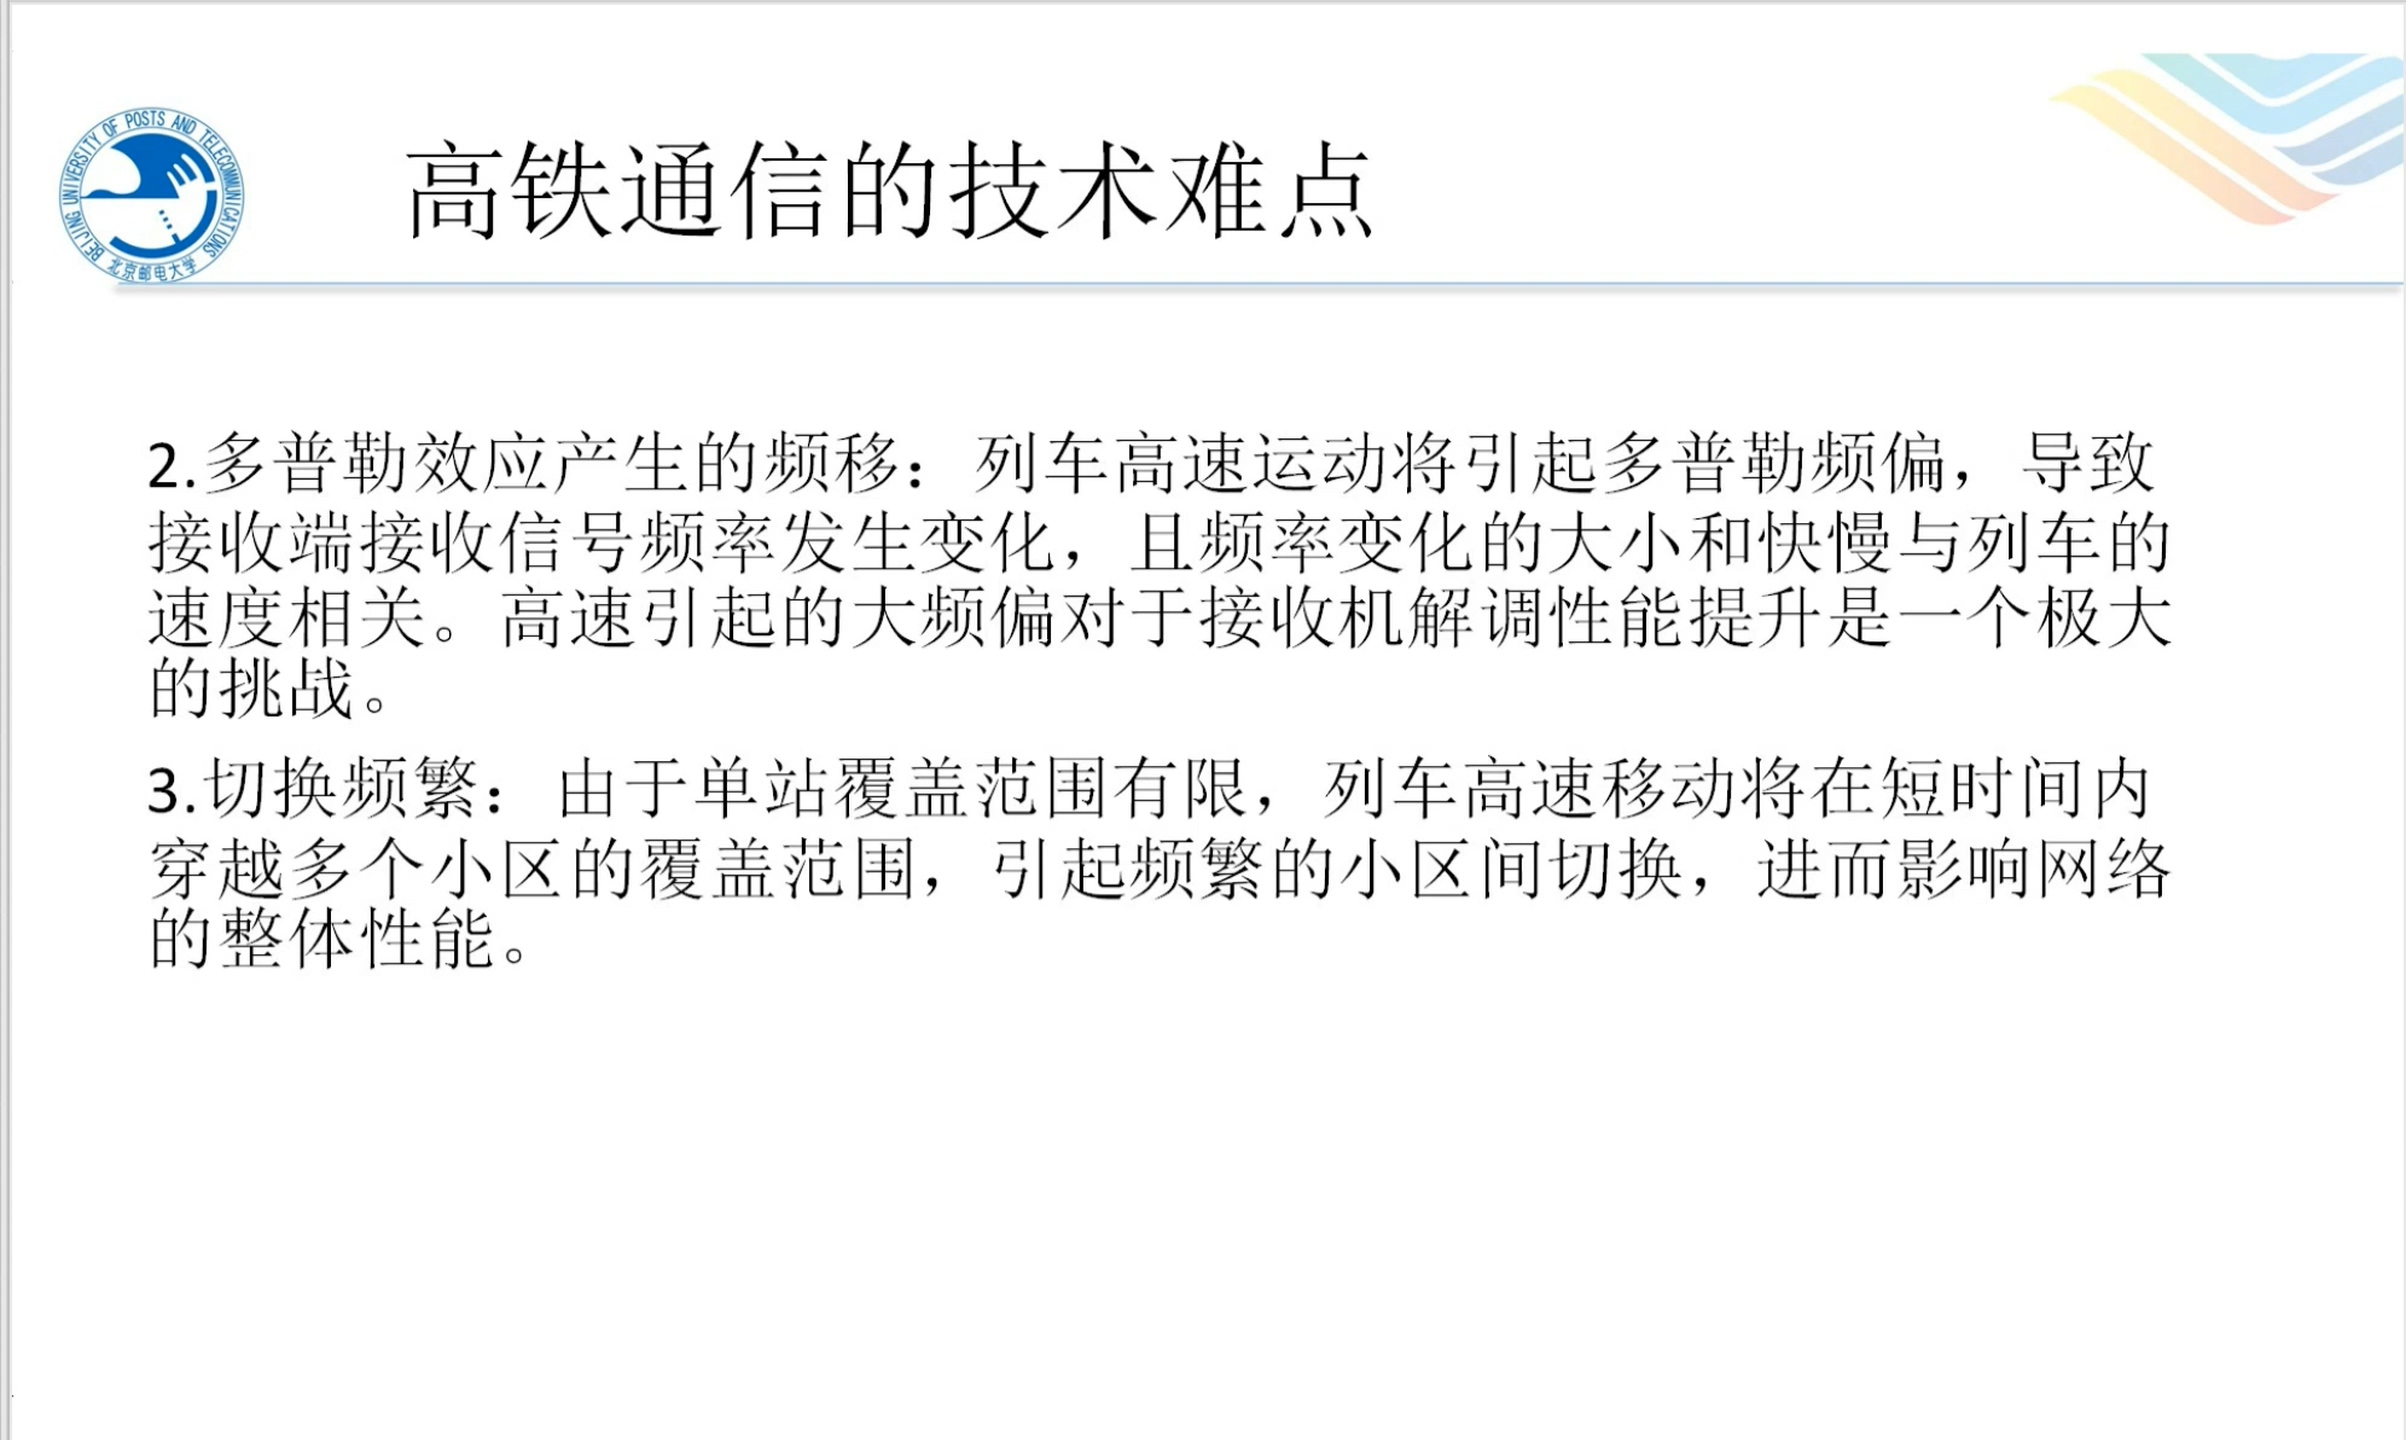 BEIJING UNIVERSITY OF POSTS AND TELECOMMUNICATIONS
北京邮电大学
高铁通信的技术难点
2.多普勒效应产生的频移：列车高速运动将引起多普勒频偏，导致
接收端接收信号频率发生变化，且频率变化的大小和快慢与列车的
速度相关。高速引起的大频偏对于接收机解调性能提升是一个极大
的挑战。
3.切换频繁：由于单站覆盖范围有限，列车高速移动将在短时间内
穿越多个小区的覆盖范围，引起频繁的小区间切换，进而影响网络
的整体性能。